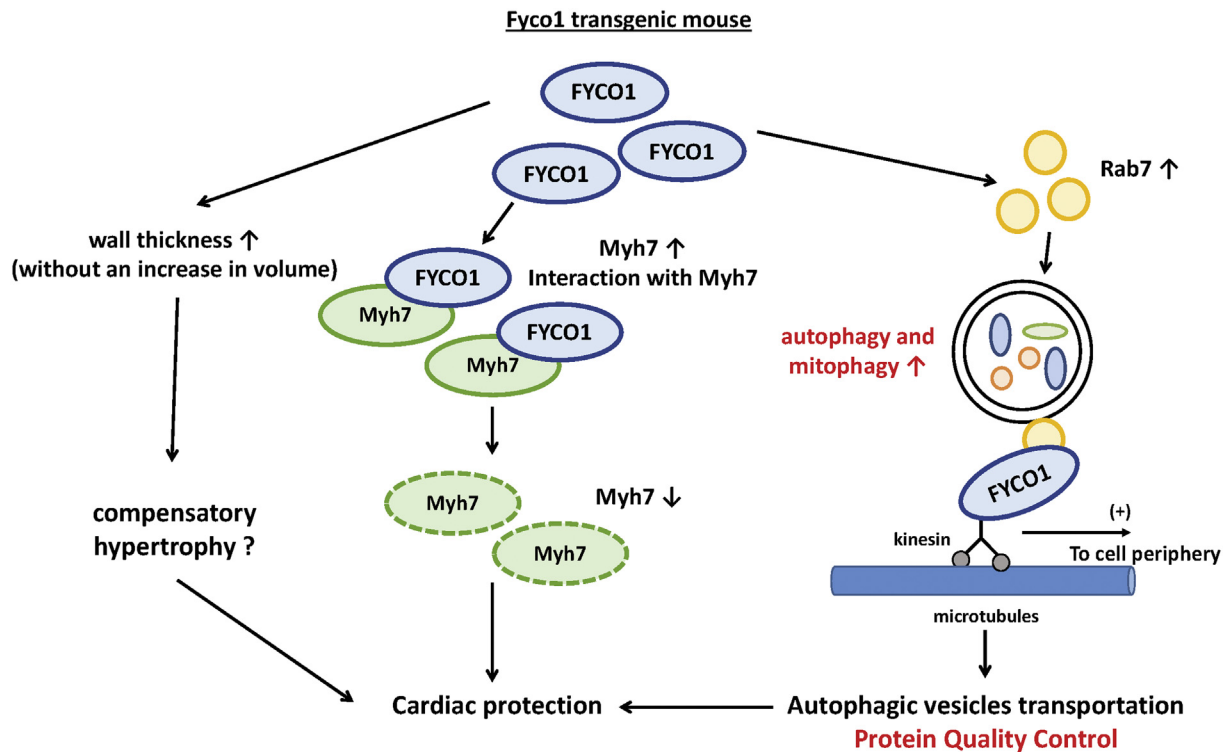 Fyco1 transgenic mouse
FYCO1
FYCO1
FYCO1
Rab7 ↑
wall thickness ↑
(without an increase in volume)
Myh7 ↑
Interaction with Myh7
FYCO1
Myh7
FYCO1
Myh7
autophagy and
mitophagy ↑
Myh7
Myh7 ↓
Myh7
compensatory
hypertrophy ?
FYCO1
(+)
kinesin
To cell periphery
microtubules
Cardiac protection
Autophagic vesicles transportation
Protein Quality Control